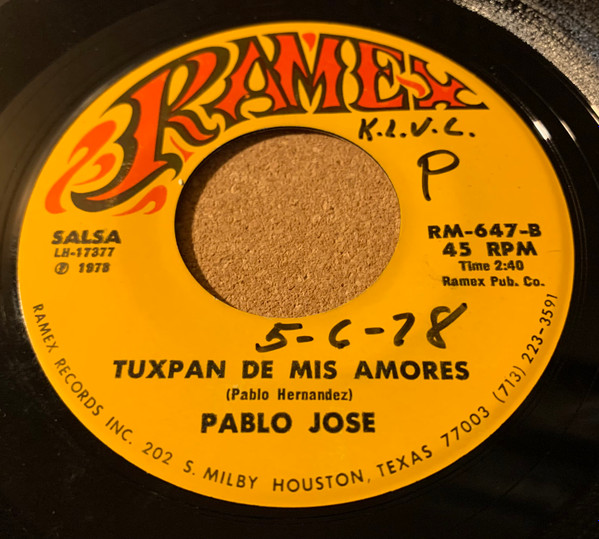 RAMEX
K.L.V.L.
P
SALSA
LH-17377
℗ 1978
RM-647-B
45 RPM
Time 2:40
Ramex Pub. Co.
5-6-78
TUXPAN DE MIS AMORES
(Pablo Hernandez)
PABLO JOSE
RAMEX RECORDS INC. 202 S. MILBY HOUSTON, TEXAS 77003 (713) 223-3591